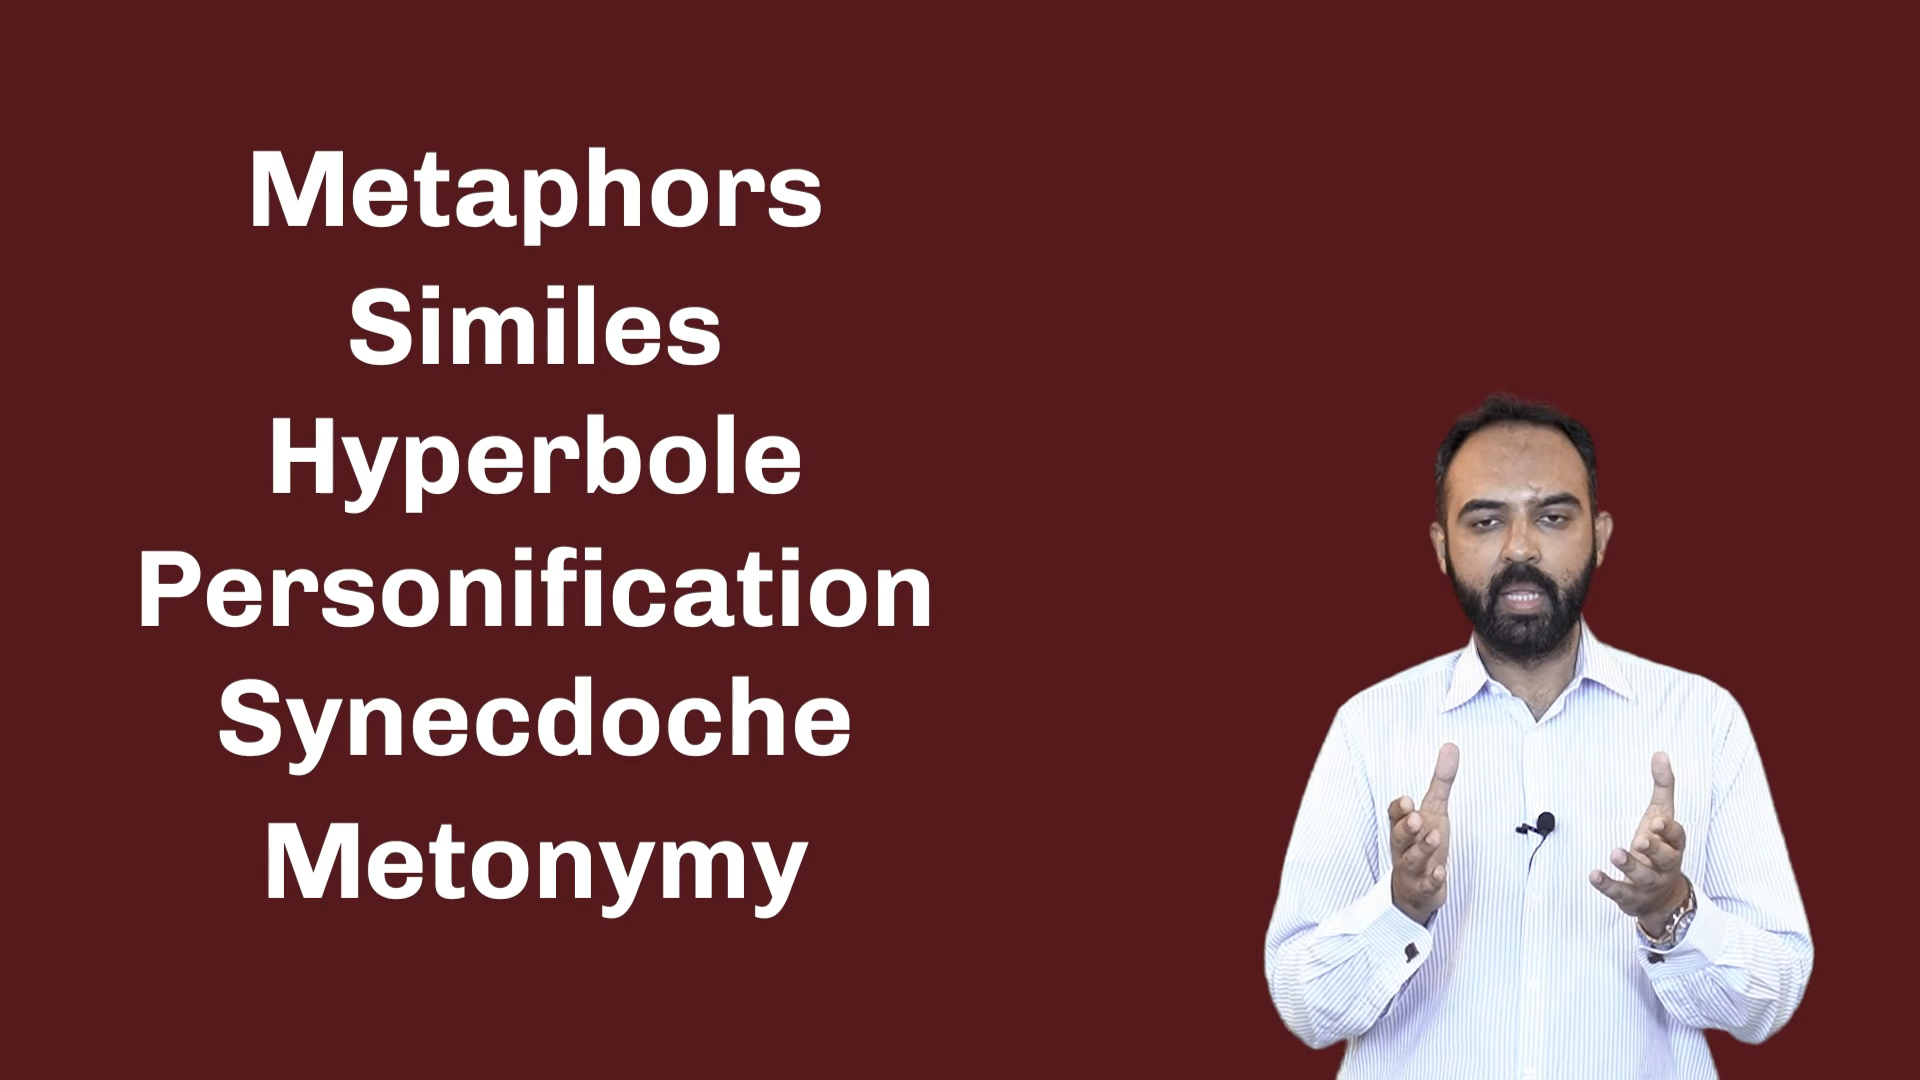 Metaphors
Similes
Hyperbole
Personification
Synecdoche
Metonymy